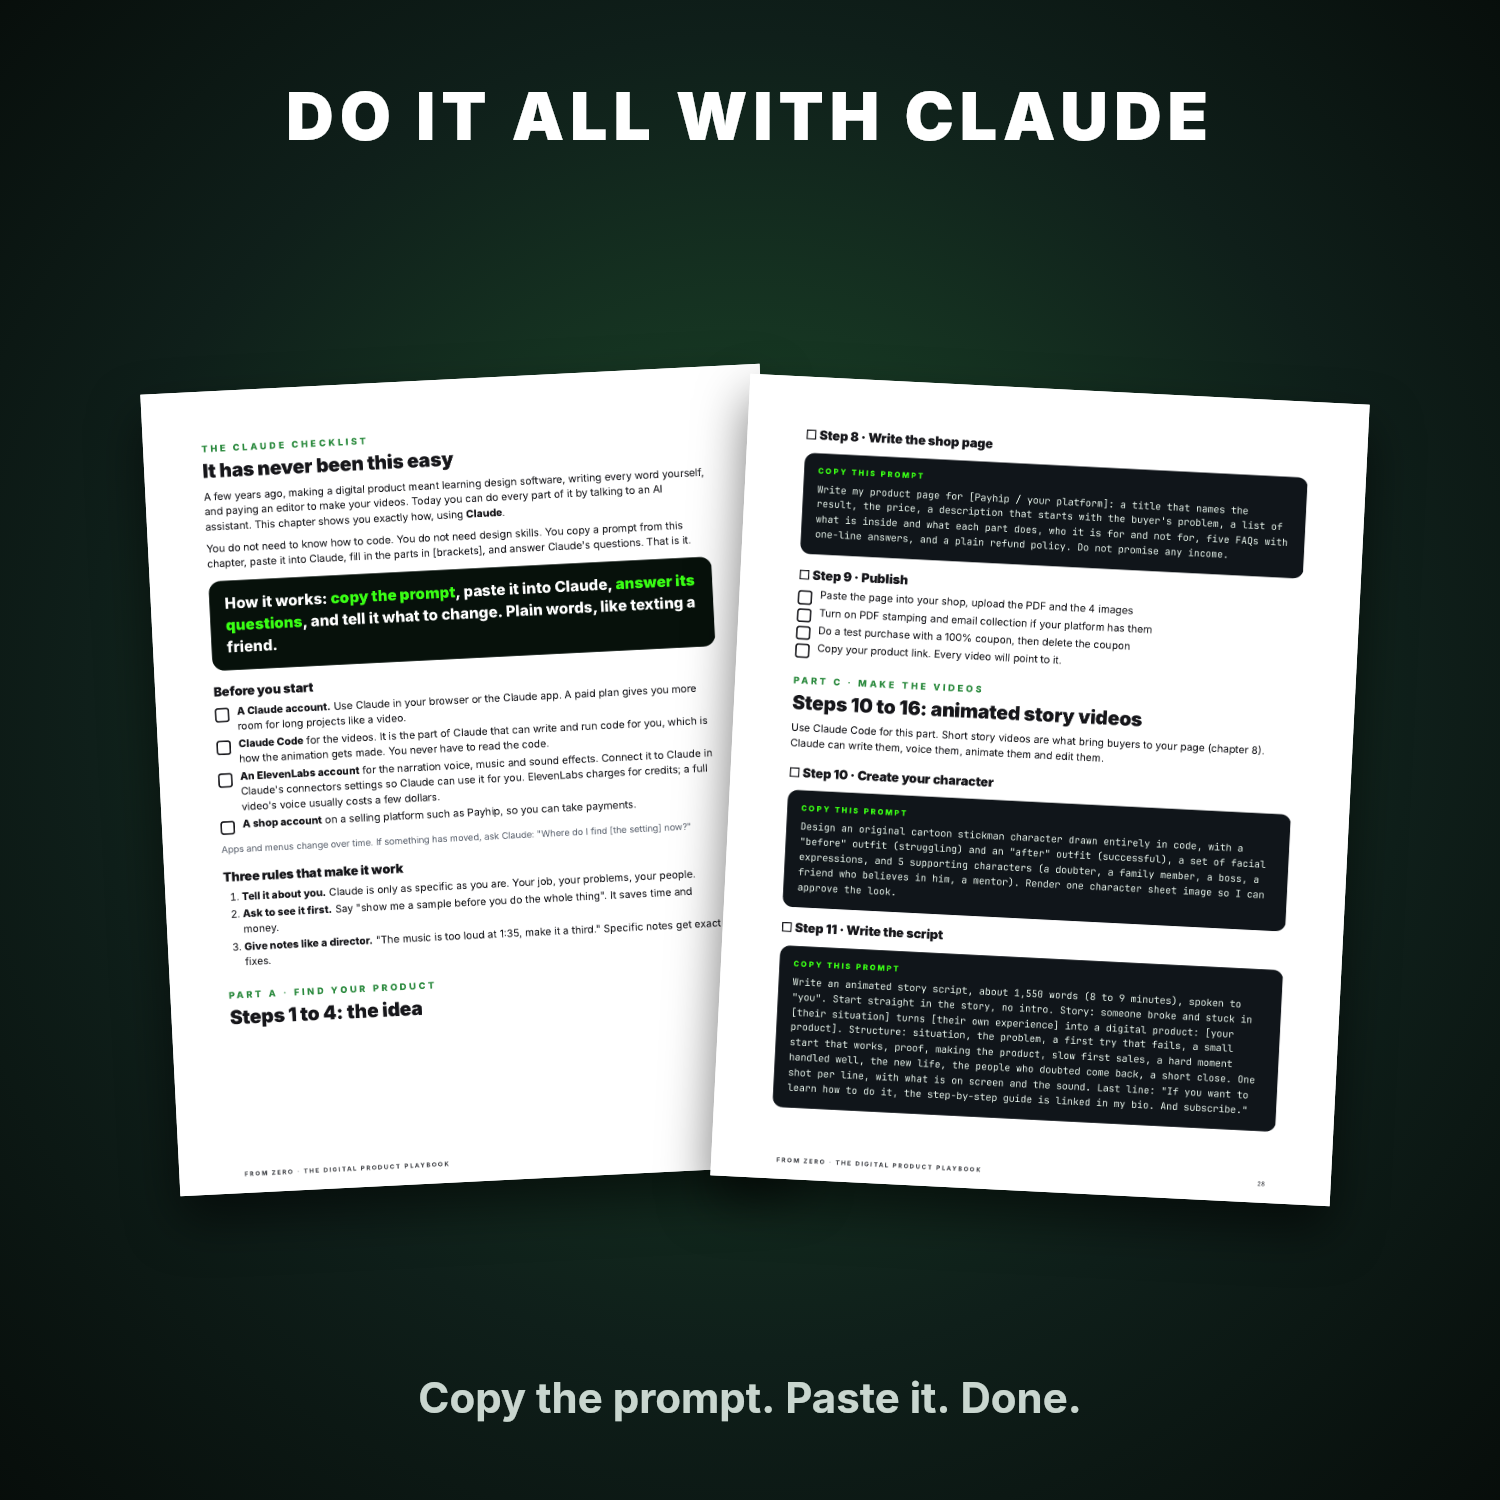 DO IT ALL WITH CLAUDE
THE CLAUDE CHECKLIST
It has never been this easy
A few years ago, making a digital product meant learning design software, writing every word yourself,
and paying an editor to make your videos. Today you can do every part of it by talking to an AI
assistant. This chapter shows you exactly how, using Claude.
You do not need to know how to code. You do not need design skills. You copy a prompt from this
chapter, paste it into Claude, fill in the parts in [brackets], and answer Claude's questions. That is it.
How it works: copy the prompt, paste it into Claude, answer its
questions, and tell it what to change. Plain words, like texting a
friend.
Before you start
A Claude account. Use Claude in your browser or the Claude app. A paid plan gives you more
room for long projects like a video.
Claude Code for the videos. It is the part of Claude that can write and run code for you, which is
how the animation gets made. You never have to read the code.
An ElevenLabs account for the narration voice, music and sound effects. Connect it to Claude in
Claude's connectors settings so Claude can use it for you. ElevenLabs charges for credits; a full
video's voice usually costs a few dollars.
A shop account on a selling platform such as Payhip, so you can take payments.
Apps and menus change over time. If something has moved, ask Claude: "Where do I find [the setting] now?"
Three rules that make it work
1. Tell it about you. Claude is only as specific as you are. Your job, your problems, your people.
2. Ask to see it first. Say "show me a sample before you do the whole thing". It saves time and
money.
3. Give notes like a director. "The music is too loud at 1:35, make it a third." Specific notes get exact
fixes.
PART A · FIND YOUR PRODUCT
Steps 1 to 4: the idea
FROM ZERO · THE DIGITAL PRODUCT PLAYBOOK
☐ Step 8 · Write the shop page
COPY THIS PROMPT
Write my product page for [Payhip / your platform]: a title that names the
result, the price, a description that starts with the buyer's problem, a list of
what is inside and what each part does, who it is for and not for, five FAQs with
one-line answers, and a plain refund policy. Do not promise any income.
☐ Step 9 · Publish
Paste the page into your shop, upload the PDF and the 4 images
Turn on PDF stamping and email collection if your platform has them
Do a test purchase with a 100% coupon, then delete the coupon
Copy your product link. Every video will point to it.
PART C · MAKE THE VIDEOS
Steps 10 to 16: animated story videos
Use Claude Code for this part. Short story videos are what bring buyers to your page (chapter 8).
Claude can write them, voice them, animate them and edit them.
☐ Step 10 · Create your character
COPY THIS PROMPT
Design an original cartoon stickman character drawn entirely in code, with a
"before" outfit (struggling) and an "after" outfit (successful), a set of facial
expressions, and 5 supporting characters (a doubter, a family member, a boss, a
friend who believes in him, a mentor). Render one character sheet image so I can
approve the look.
☐ Step 11 · Write the script
COPY THIS PROMPT
Write an animated story script, about 1,550 words (8 to 9 minutes), spoken to
"you". Start straight in the story, no intro. Story: someone broke and stuck in
[their situation] turns [their own experience] into a digital product: [your
product]. Structure: situation, the problem, a first try that fails, a small
start that works, proof, making the product, slow first sales, a hard moment
handled well, the new life, the people who doubted come back, a short close. One
shot per line, with what is on screen and the sound. Last line: "If you want to
learn how to do it, the step-by-step guide is linked in my bio. And subscribe."
FROM ZERO · THE DIGITAL PRODUCT PLAYBOOK
28
Copy the prompt. Paste it. Done.